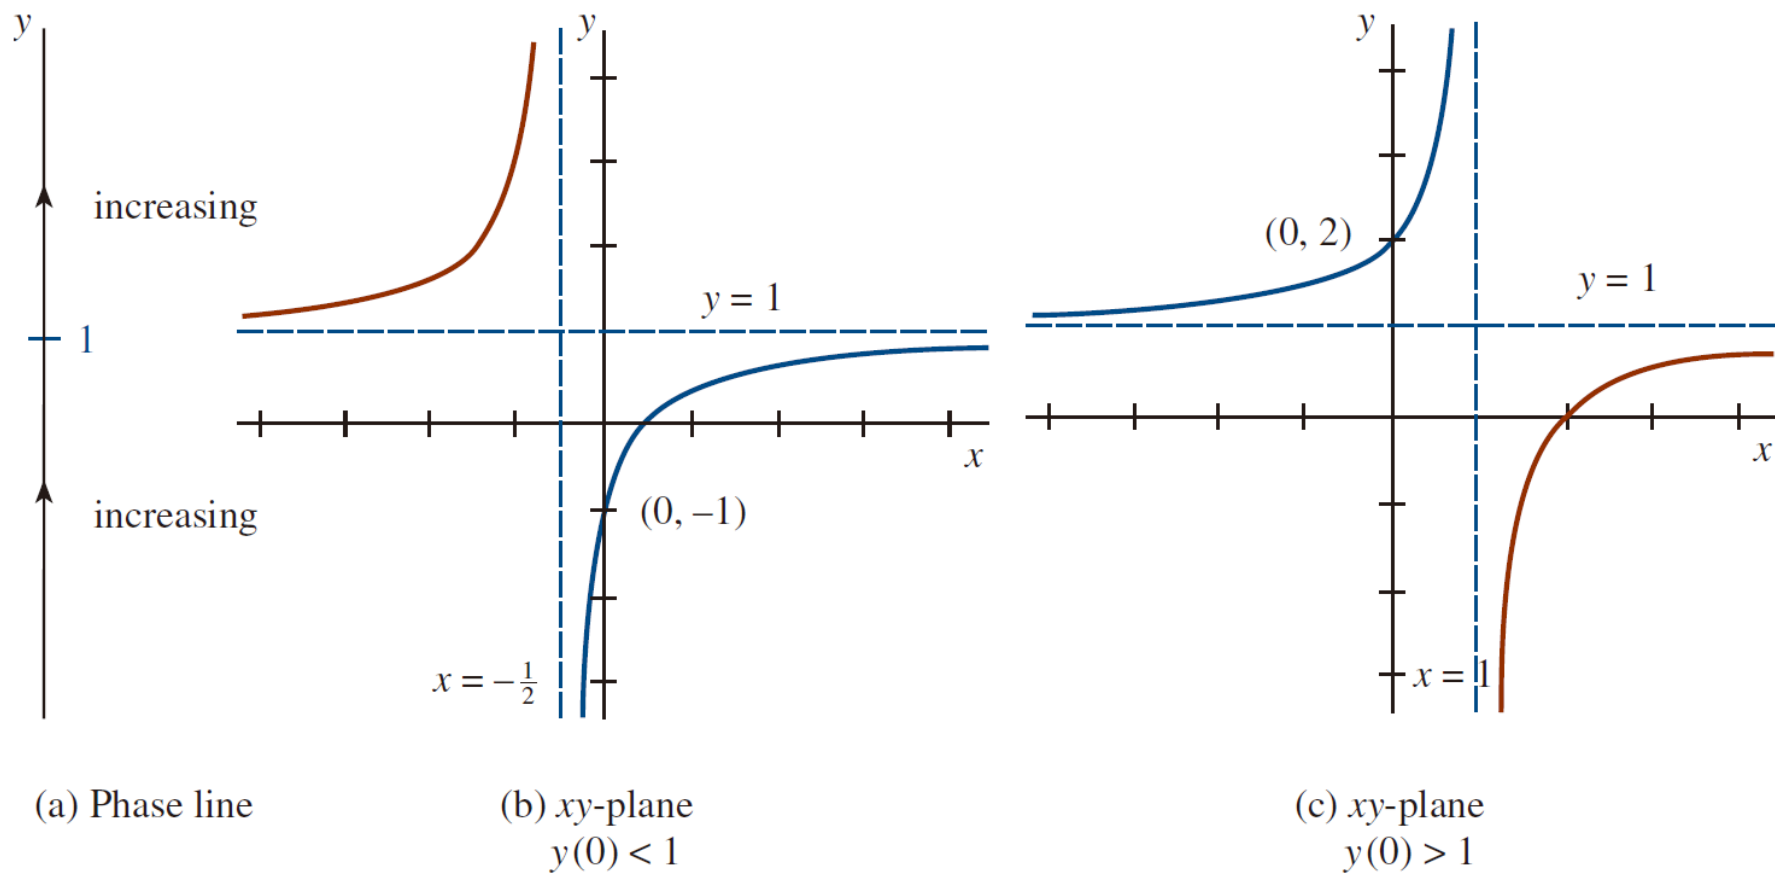 y
increasing
1
increasing
(a) Phase line
y
y = 1
x
(0, –1)
x = –1/2
(b) xy-plane
y(0) < 1
y
(0, 2)
y = 1
x
x = 1
(c) xy-plane
y(0) > 1